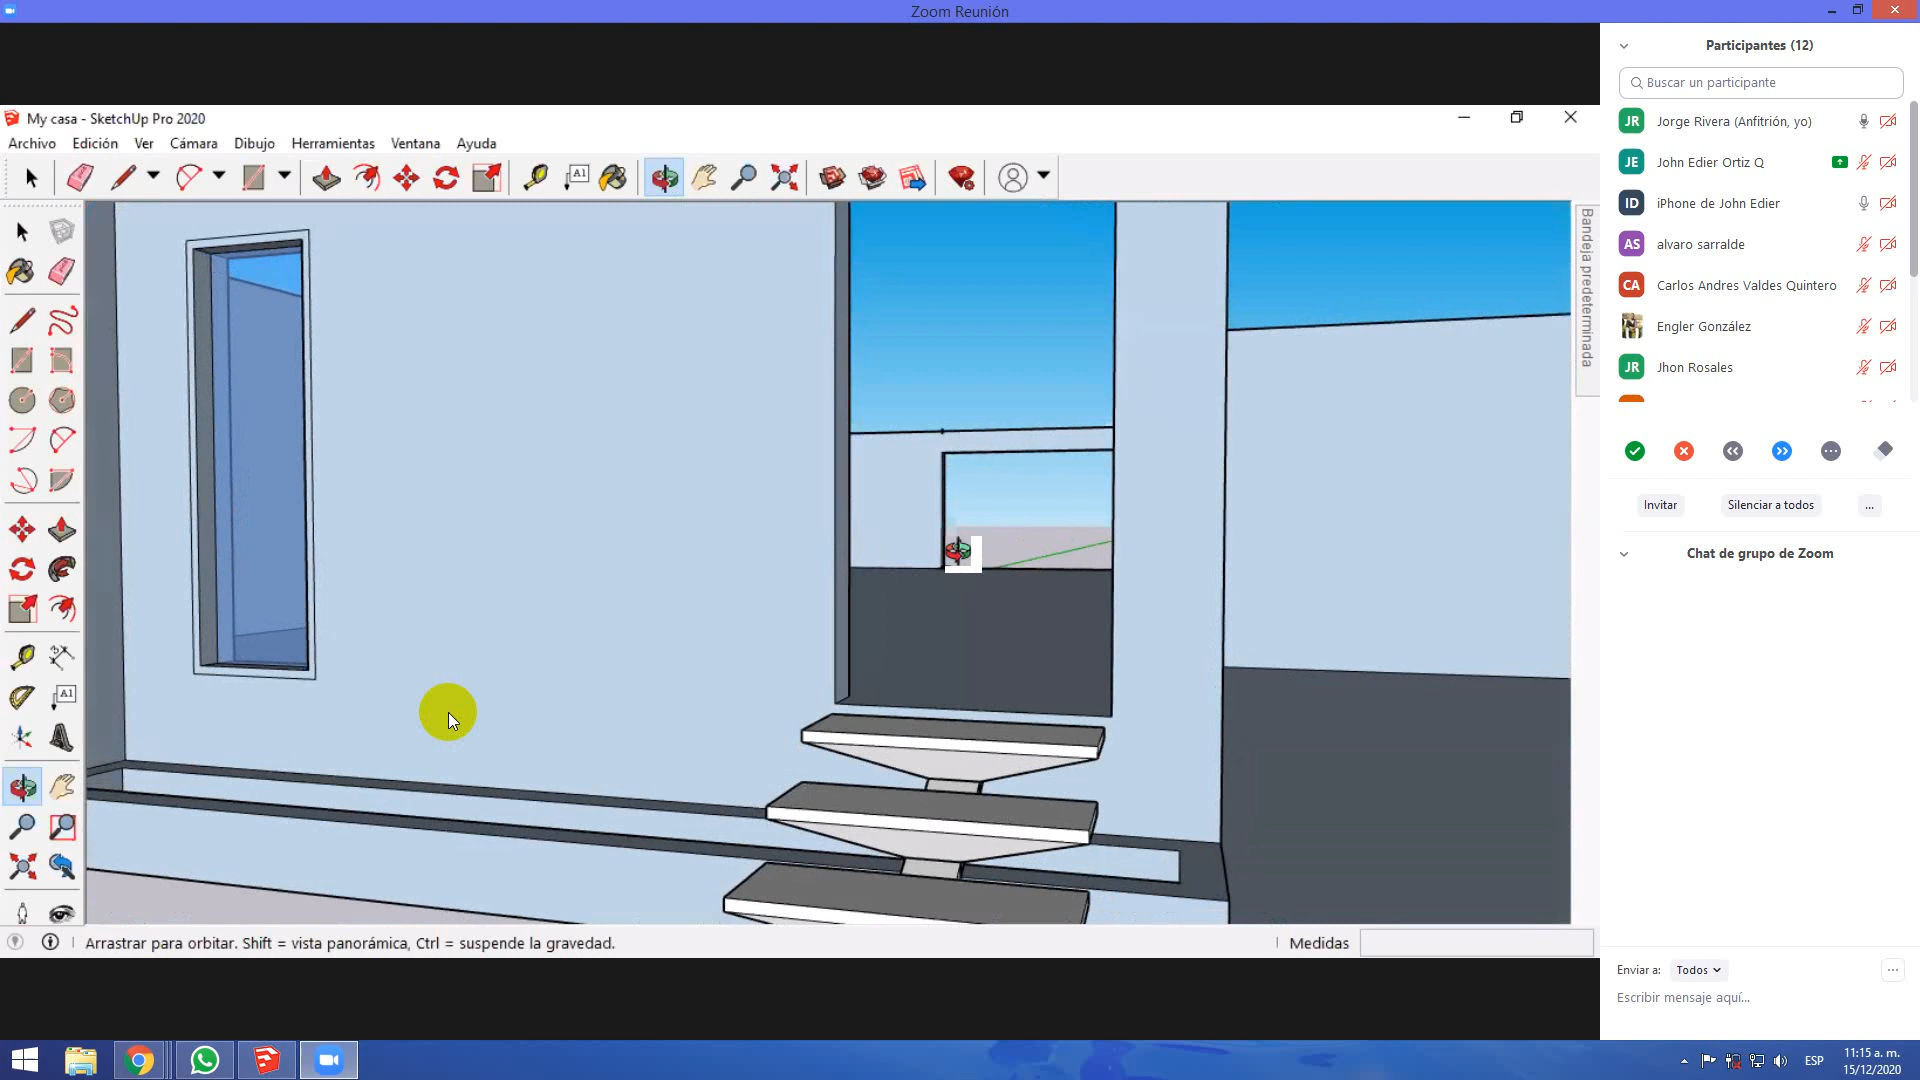 Zoom Reunión
My casa - SketchUp Pro 2020
Archivo Edición Ver Cámara Dibujo Herramientas Ventana Ayuda
A1
Bandeja predeterminada
A1
Arrastrar para orbitar. Shift = vista panorámica, Ctrl = suspende la gravedad.
Medidas
Participantes (12)
Buscar un participante
JR Jorge Rivera (Anfitrión, yo)
JE John Edier Ortiz Q
ID iPhone de John Edier
AS alvaro sarralde
CA Carlos Andres Valdes Quintero
Engler González
JR Jhon Rosales
Invitar Silenciar a todos ...
Chat de grupo de Zoom
Enviar a: Todos
Escribir mensaje aquí...
ESP
11:15 a. m.
15/12/2020